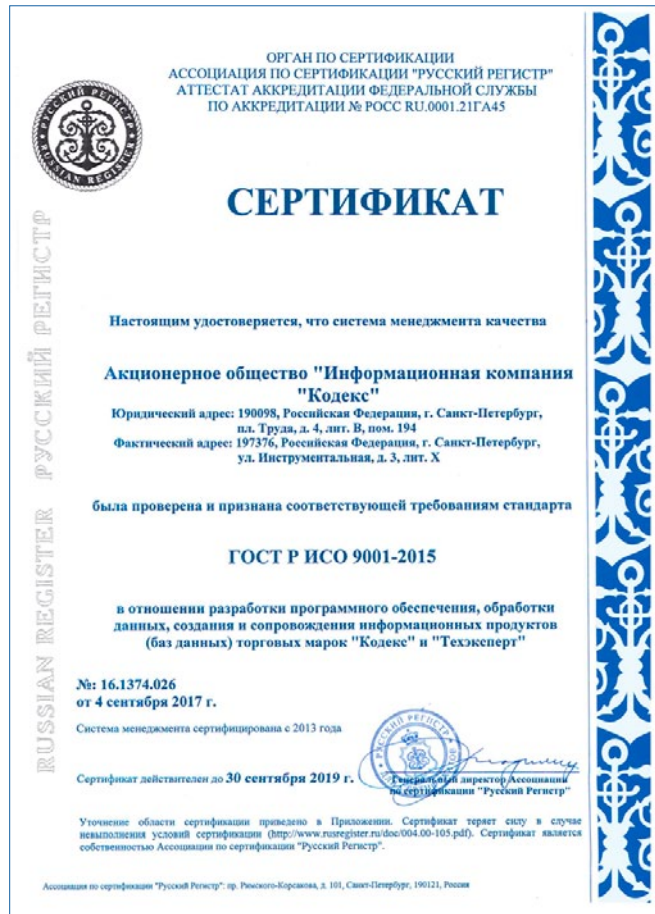 ОРГАН ПО СЕРТИФИКАЦИИ
АССОЦИАЦИЯ ПО СЕРТИФИКАЦИИ "РУССКИЙ РЕГИСТР"
АТТЕСТАТ АККРЕДИТАЦИИ ФЕДЕРАЛЬНОЙ СЛУЖБЫ
ПО АККРЕДИТАЦИИ № РОСС RU.0001.21ГА45
РУССКИЙ РЕГИСТР
RUSSIAN REGISTER
СЕРТИФИКАТ
Настоящим удостоверяется, что система менеджмента качества
Акционерное общество "Информационная компания
"Кодекс"
Юридический адрес: 190098, Российская Федерация, г. Санкт-Петербург,
пл. Труда, д. 4, лит. В, пом. 194
Фактический адрес: 197376, Российская Федерация, г. Санкт-Петербург,
ул. Инструментальная, д. 3, лит. Х
была проверена и признана соответствующей требованиям стандарта
ГОСТ Р ИСО 9001-2015
в отношении разработки программного обеспечения, обработки
данных, создания и сопровождения информационных продуктов
(баз данных) торговых марок "Кодекс" и "Техэксперт"
№: 16.1374.026
от 4 сентября 2017 г.
Система менеджмента сертифицирована с 2013 года
Сертификат действителен до 30 сентября 2019 г.
РУССКИЙ РЕГИСТР
Генеральный директор Ассоциации
по сертификации "Русский Регистр"
Уточнение области сертификации приведено в Приложении. Сертификат теряет силу в случае
невыполнения условий сертификации (http://www.rusregister.ru/doc/004.00-105.pdf). Сертификат является
собственностью Ассоциации по сертификации "Русский Регистр".
Ассоциация по сертификации "Русский Регистр": пр. Римского-Корсакова, д. 101, Санкт-Петербург, 190121, Россия
RUSSIAN REGISTER РУССКИЙ РЕГИСТР